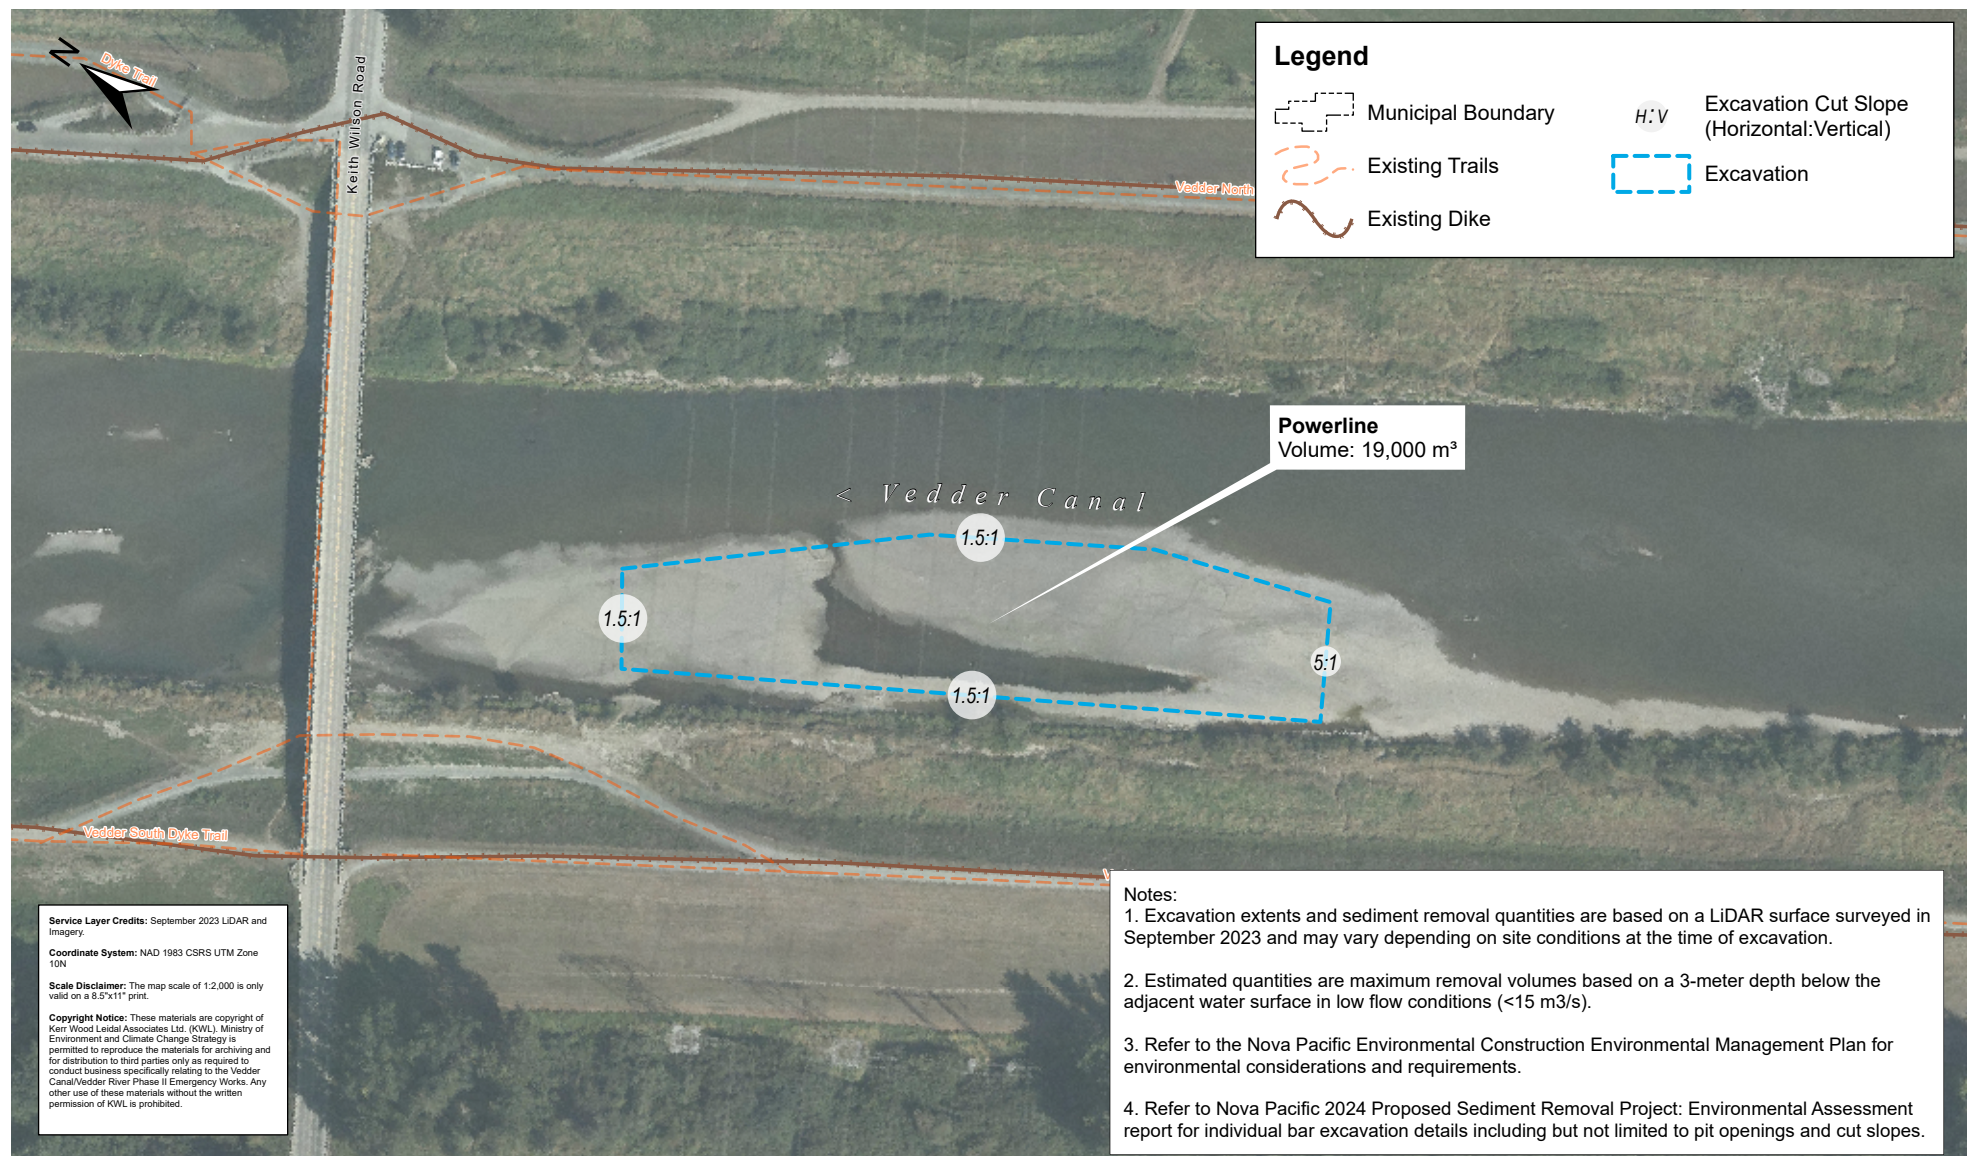 N
Dyke Trail
Keith Wilson Road
Vedder North
Legend
Municipal Boundary
Existing Trails
Existing Dike
H:V
Excavation Cut Slope
(Horizontal:Vertical)
Excavation
Powerline
Volume: 19,000 m³
< Vedder Canal
1.5:1
1.5:1
5:1
1.5:1
Vedder South Dyke Trail
Service Layer Credits: September 2023 LiDAR and
Imagery.
Coordinate System: NAD 1983 CSRS UTM Zone
10N
Scale Disclaimer: The map scale of 1:2,000 is only
valid on a 8.5"x11" print.
Copyright Notice: These materials are copyright of
Kerr Wood Leidal Associates Ltd. (KWL). Ministry of
Environment and Climate Change Strategy is
permitted to reproduce the materials for archiving and
for distribution to third parties only as required to
conduct business specifically relating to the Vedder
Canal/Vedder River Phase II Emergency Works. Any
other use of these materials without the written
permission of KWL is prohibited.
Notes:
1. Excavation extents and sediment removal quantities are based on a LiDAR surface surveyed in
September 2023 and may vary depending on site conditions at the time of excavation.
2. Estimated quantities are maximum removal volumes based on a 3-meter depth below the
adjacent water surface in low flow conditions (<15 m3/s).
3. Refer to the Nova Pacific Environmental Construction Environmental Management Plan for
environmental considerations and requirements.
4. Refer to Nova Pacific 2024 Proposed Sediment Removal Project: Environmental Assessment
report for individual bar excavation details including but not limited to pit openings and cut slopes.